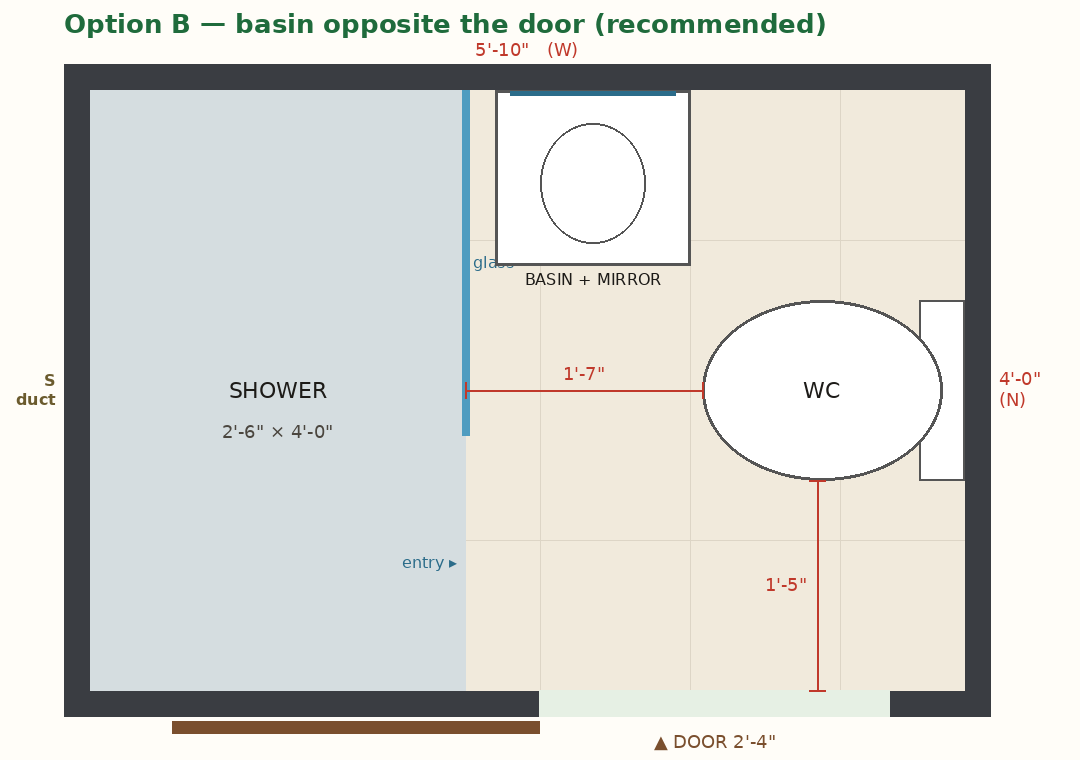 Option B — basin opposite the door (recommended)
5'-10" (W)
glass
BASIN + MIRROR
1'-7"
WC
4'-0"
(N)
S
duct
SHOWER
2'-6" × 4'-0"
entry ▸
1'-5"
▲ DOOR 2'-4"